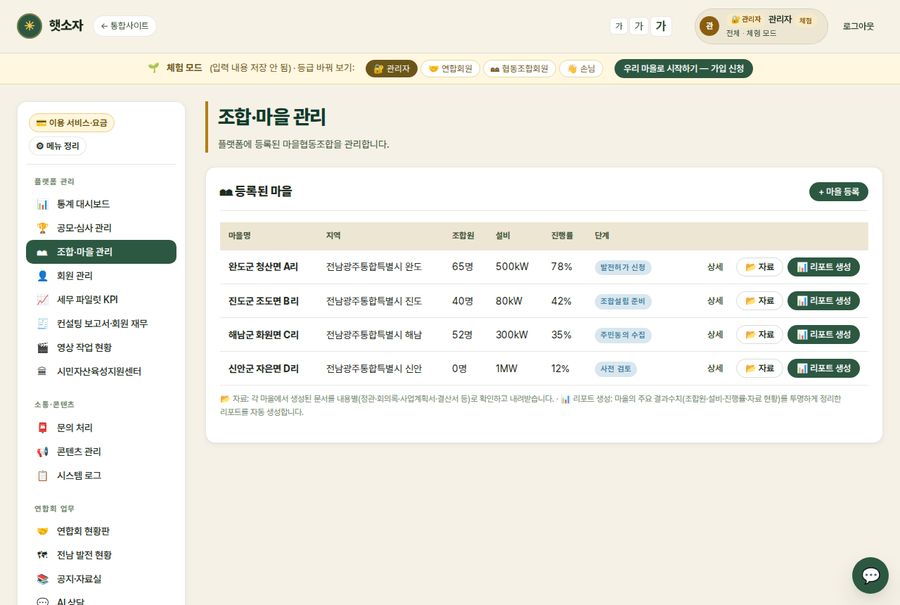 햇소자
← 통합사이트
가 가 가
관
관리자 관리자 체험
전체 · 체험 모드
로그아웃
체험 모드 (입력 내용 저장 안 됨) · 등급 바꿔 보기:
관리자
연합회원
협동조합회원
손님
우리 마을로 시작하기 — 가입 신청
이용 서비스·요금
메뉴 정리
플랫폼 관리
통계 대시보드
공모·심사 관리
조합·마을 관리
회원 관리
세무 파일럿 KPI
컨설팅 보고서·회원 재무
영상 작업 현황
시민자산육성지원센터
소통·콘텐츠
문의 처리
콘텐츠 관리
시스템 로그
연합회 업무
연합회 현황판
전남 발전 현황
공지·자료실
AI 상담
조합·마을 관리
플랫폼에 등록된 마을협동조합을 관리합니다.
등록된 마을
+ 마을 등록
마을명 지역 조합원 설비 진행률 단계
완도군 청산면 A리 전남광주통합특별시 완도 65명 500kW 78% 발전허가 신청 상세 자료 리포트 생성
진도군 조도면 B리 전남광주통합특별시 진도 40명 80kW 42% 조합설립 준비 상세 자료 리포트 생성
해남군 화원면 C리 전남광주통합특별시 해남 52명 300kW 35% 주민동의 수집 상세 자료 리포트 생성
신안군 자은면 D리 전남광주통합특별시 신안 0명 1MW 12% 사전 검토 상세 자료 리포트 생성
자료: 각 마을에서 생성된 문서를 내용별(정관·회의록·사업계획서·결산서 등)로 확인하고 내려받습니다. · 리포트 생성: 마을의 주요 결과수치(조합원·설비·진행률·자료 현황)를 투명하게 정리한
리포트를 자동 생성합니다.